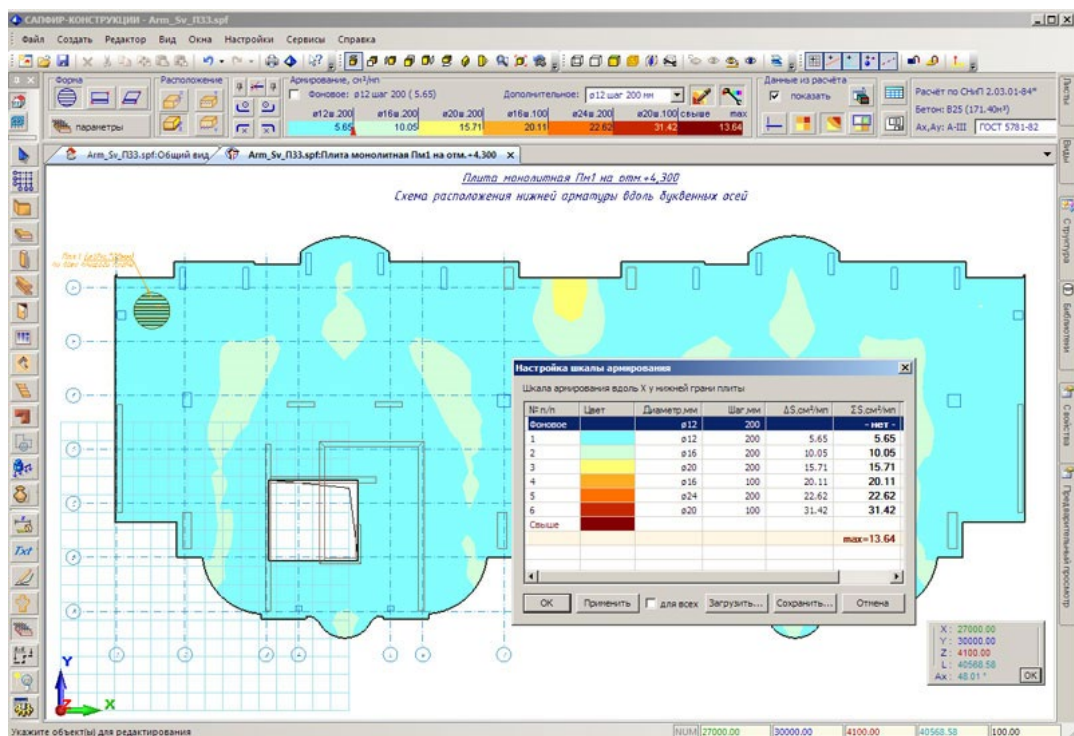 САПФИР-КОНСТРУКЦИИ - Arm_Sv_П33.spf
Файл Создать Редактор Вид Окна Настройки Сервисы Справка
Форма Расположение Армирование, см²/мп Данные из расчёта
Фоновое: ø12 шаг 200 ( 5.65) Дополнительное: ø12 шаг 200 мм показать Расчёт по СНиП 2.03.01-84*
параметры ø12ш.200 ø16ш.200 ø20ш.200 ø16ш.100 ø24ш.200 ø20ш.100 свыше max Бетон: B25 (171.40м³)
5.65 10.05 15.71 20.11 22.62 31.42 13.64 Ax,Ay: A-III ГОСТ 5781-82
Arm_Sv_П33.spf:Общий вид Arm_Sv_П33.spf:Плита монолитная Пм1 на отм.+4,300 X
Плита монолитная Пм1 на отм.+4,300
Схема расположения нижней арматуры вдоль буквенных осей
Листы
Виды
Структура
Библиотеки
Свойства
Предварительный просмотр
Txt
Настройка шкалы армирования
Шкала армирования вдоль X у нижней грани плиты
№ п/п Цвет Диаметр,мм Шаг,мм ΔS,см²/мп ΣS,см²/мп
Фоновое ø12 200 - нет -
1 ø12 200 5.65 5.65
2 ø16 200 10.05 10.05
3 ø20 200 15.71 15.71
4 ø16 100 20.11 20.11
5 ø24 200 22.62 22.62
6 ø20 100 31.42 31.42
Свыше
max=13.64
OK Применить для всех Загрузить... Сохранить... Отмена
X : 27000.00
Y : 30000.00
Z : 4100.00
L : 40568.58
Ax : 48.01 ° OK
Y
Z X
Укажите объект(ы) для редактирования NUM 27000.00 30000.00 4100.00 40568.58 100.00